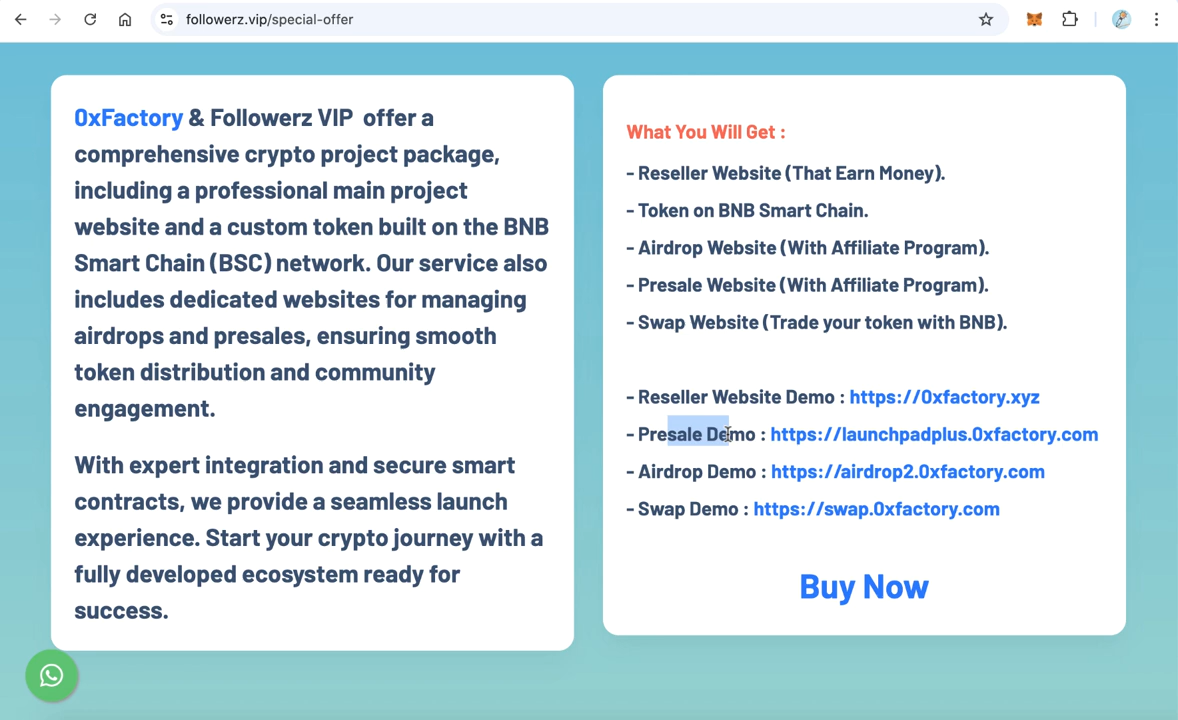 followerz.vip/special-offer
0xFactory & Followerz VIP offer a
comprehensive crypto project package,
including a professional main project
website and a custom token built on the BNB
Smart Chain (BSC) network. Our service also
includes dedicated websites for managing
airdrops and presales, ensuring smooth
token distribution and community
engagement.
With expert integration and secure smart
contracts, we provide a seamless launch
experience. Start your crypto journey with a
fully developed ecosystem ready for
success.
What You Will Get :
- Reseller Website (That Earn Money).
- Token on BNB Smart Chain.
- Airdrop Website (With Affiliate Program).
- Presale Website (With Affiliate Program).
- Swap Website (Trade your token with BNB).
- Reseller Website Demo : https://0xfactory.xyz
- Presale Demo : https://launchpadplus.0xfactory.com
- Airdrop Demo : https://airdrop2.0xfactory.com
- Swap Demo : https://swap.0xfactory.com
Buy Now